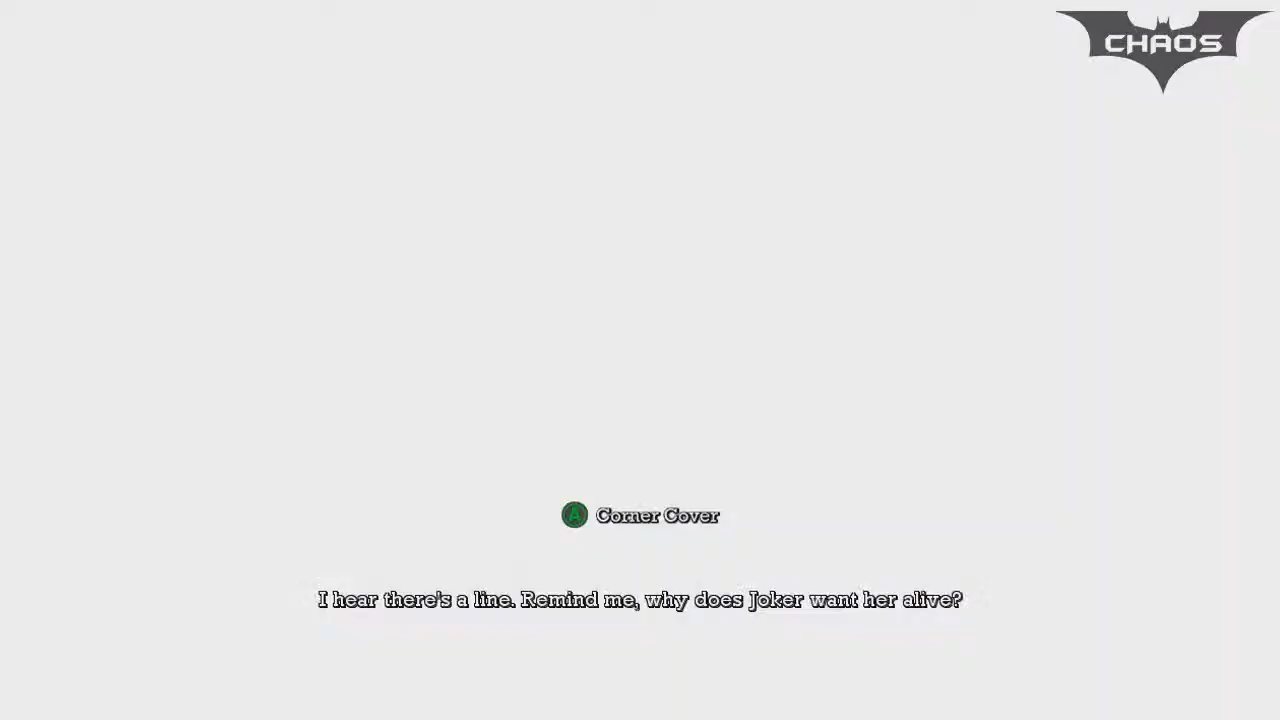 CHAOS
A Corner Cover
I hear there's a line. Remind me, why does Joker want her alive?